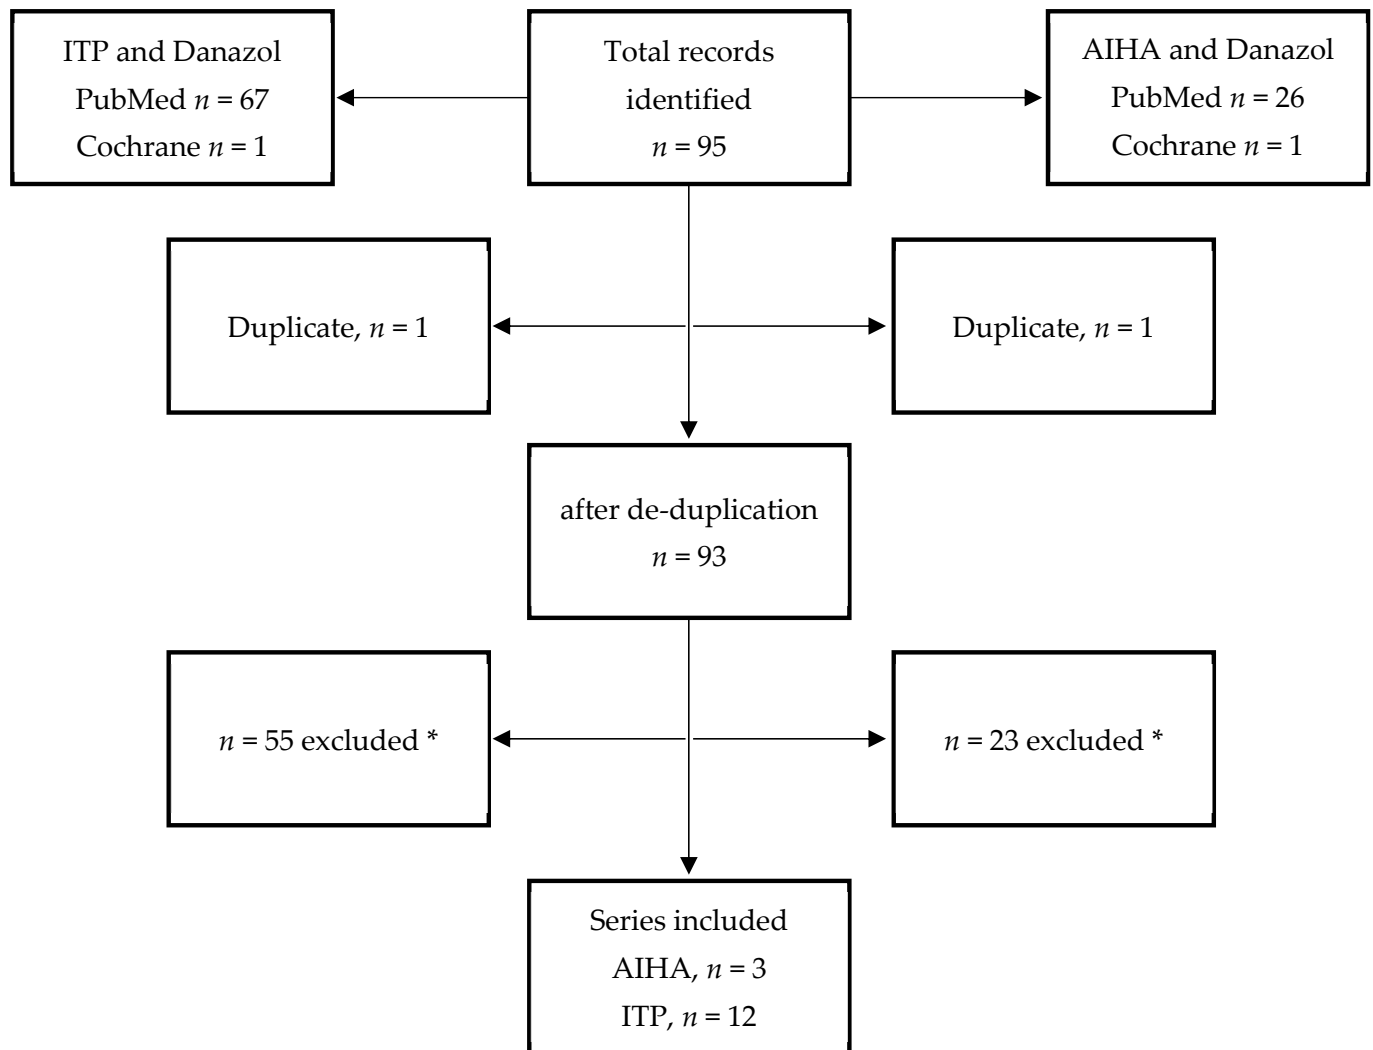 ITP and Danazol
PubMed n = 67
Cochrane n = 1
Total records
identified
n = 95
AIHA and Danazol
PubMed n = 26
Cochrane n = 1
Duplicate, n = 1
Duplicate, n = 1
after de-duplication
n = 93
n = 55 excluded *
n = 23 excluded *
Series included
AIHA, n = 3
ITP, n = 12